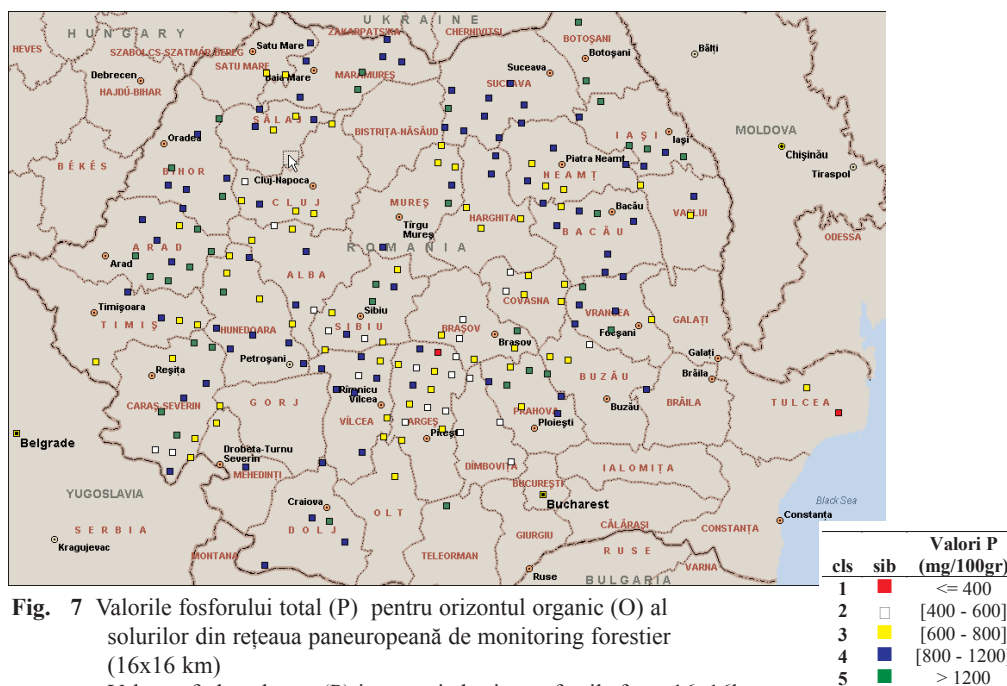 UKRAINE
HUNGARY
ZAKARPATSKA
CHERNIVITSI
HEVES
SZABOLCS-SZATMÁR-BEREG
Satu Mare
BOTOȘANI
Botoșani
Bălți
SATU MARE
Baia Mare
MARAMUREȘ
Suceava
SUCEAVA
Debrecen
HAJDÚ-BIHAR
SĂLAJ
BISTRIȚA-NĂSĂUD
IAȘI
Iași
MOLDOVA
Oradea
Chișinău
BÉKÉS
BIHOR
Cluj-Napoca
Piatra Neamț
NEAMȚ
Tiraspol
CLUJ
MUREȘ
HARGHITA
Bacău
BACĂU
VASLUI
Tîrgu
Mureș
ODESSA
ARAD
ROMANIA
Arad
ALBA
COVASNA
Timișoara
TIMIȘ
HUNEDOARA
Sibiu
SIBIU
BRAȘOV
Brasov
VRANCEA
Focșani
GALAȚI
Petroșani
Galați
Reșița
BUZĂU
Brăila
Rîmnicu
Vîlcea
CARAȘ SEVERIN
GORJ
VÎLCEA
ARGEȘ
PRAHOVA
Buzău
BRĂILA
TULCEA
Ploiești
Pitești
Belgrade
Drobeta-Turnu
Severin
MEHEDINȚI
DÎMBOVIȚA
IALOMIȚA
BUCUREȘTI
YUGOSLAVIA
Bucharest
Black Sea
Craiova
OLT
Constanța
SERBIA
DOLJ
GIURGIU
CĂLĂRAȘI
CONSTANȚA
Kragujevac
MONTANA
TELEORMAN
RUSE
VARNA
Ruse
BULGARIA
Valori P
cls sib (mg/100gr)
1 <= 400
2 [400 - 600]
3 [600 - 800]
4 [800 - 1200]
5 > 1200
Fig. 7 Valorile fosforului total (P) pentru orizontul organic (O) al
solurilor din rețeaua paneuropeană de monitoring forestier
(16x16 km)